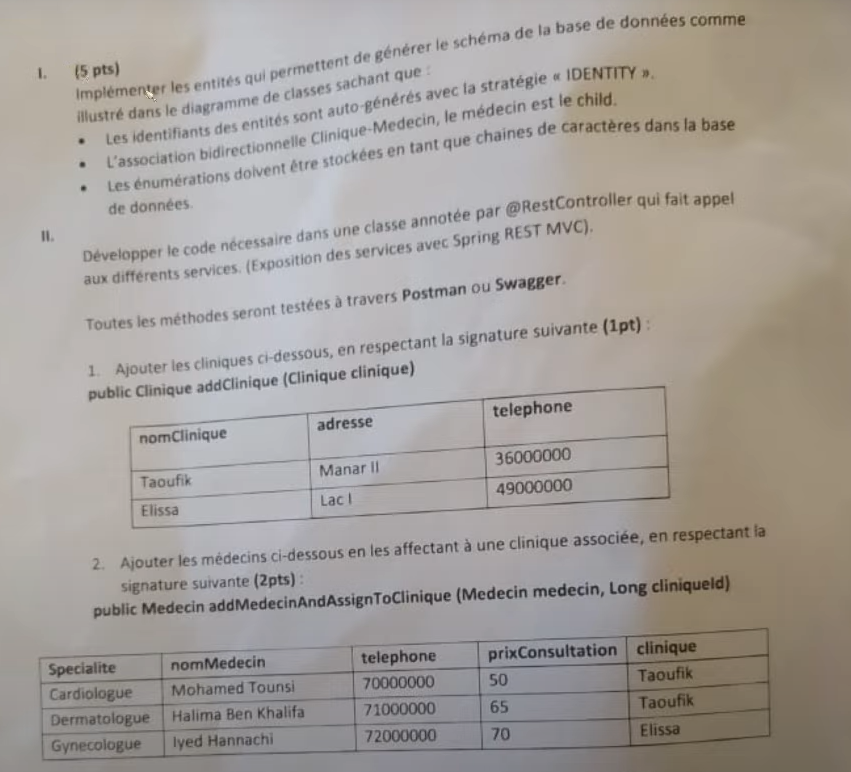 I. (5 pts)
Implémenter les entités qui permettent de générer le schéma de la base de données comme
illustré dans le diagramme de classes sachant que :
• Les identifiants des entités sont auto-générés avec la stratégie « IDENTITY ».
• L'association bidirectionnelle Clinique-Medecin, le médecin est le child.
• Les énumérations doivent être stockées en tant que chaines de caractères dans la base
de données.
II.
Développer le code nécessaire dans une classe annotée par @RestController qui fait appel
aux différents services. (Exposition des services avec Spring REST MVC).
Toutes les méthodes seront testées à travers Postman ou Swagger.
1. Ajouter les cliniques ci-dessous, en respectant la signature suivante (1pt) :
public Clinique addClinique (Clinique clinique)
nomClinique adresse telephone
Taoufik Manar II 36000000
Elissa Lac I 49000000
2. Ajouter les médecins ci-dessous en les affectant à une clinique associée, en respectant la
signature suivante (2pts) :
public Medecin addMedecinAndAssignToClinique (Medecin medecin, Long cliniqueId)
Specialite nomMedecin telephone prixConsultation clinique
Cardiologue Mohamed Tounsi 70000000 50 Taoufik
Dermatologue Halima Ben Khalifa 71000000 65 Taoufik
Gynecologue Iyed Hannachi 72000000 70 Elissa